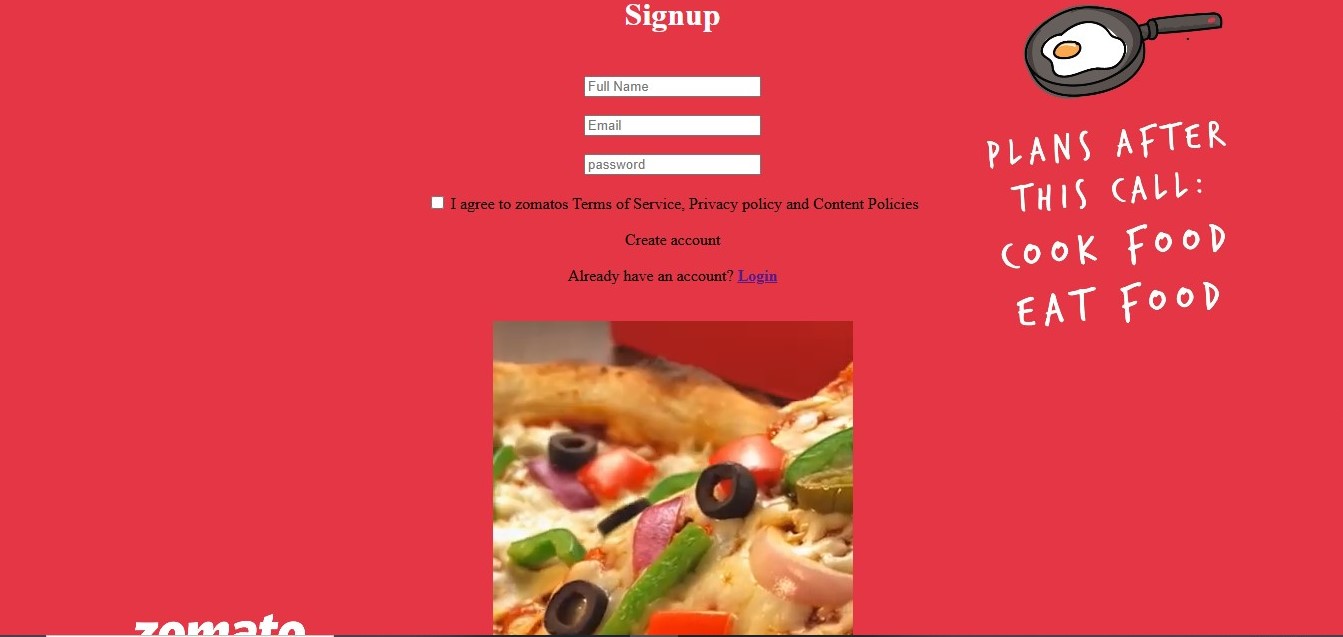 Signup
Full Name
Email
password
I agree to zomatos Terms of Service, Privacy policy and Content Policies
Create account
Already have an account? Login
PLANS AFTER
THIS CALL:
COOK FOOD
EAT FOOD
zomato